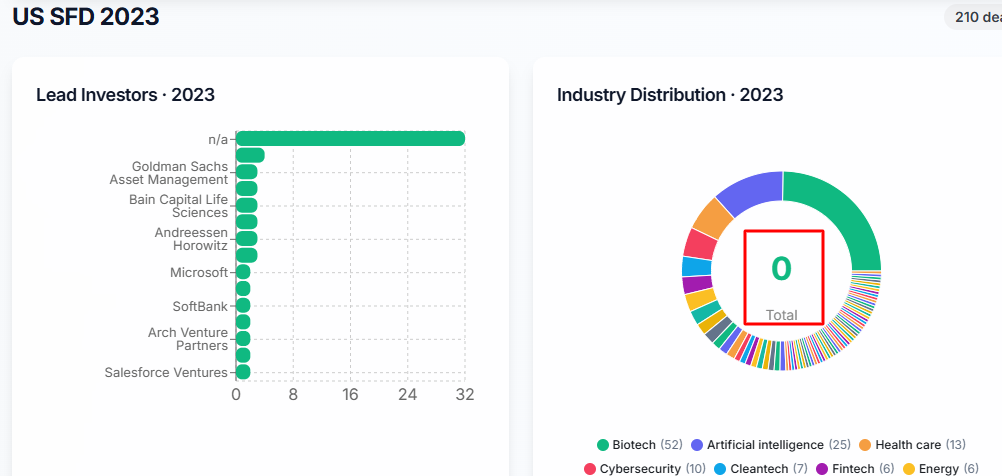 US SFD 2023
210 dea
Lead Investors · 2023
n/a
Goldman Sachs
Asset Management
Bain Capital Life
Sciences
Andreessen
Horowitz
Microsoft
SoftBank
Arch Venture
Partners
Salesforce Ventures
0 8 16 24 32
Industry Distribution · 2023
0
Total
Biotech (52) Artificial intelligence (25) Health care (13)
Cybersecurity (10) Cleantech (7) Fintech (6) Energy (6)